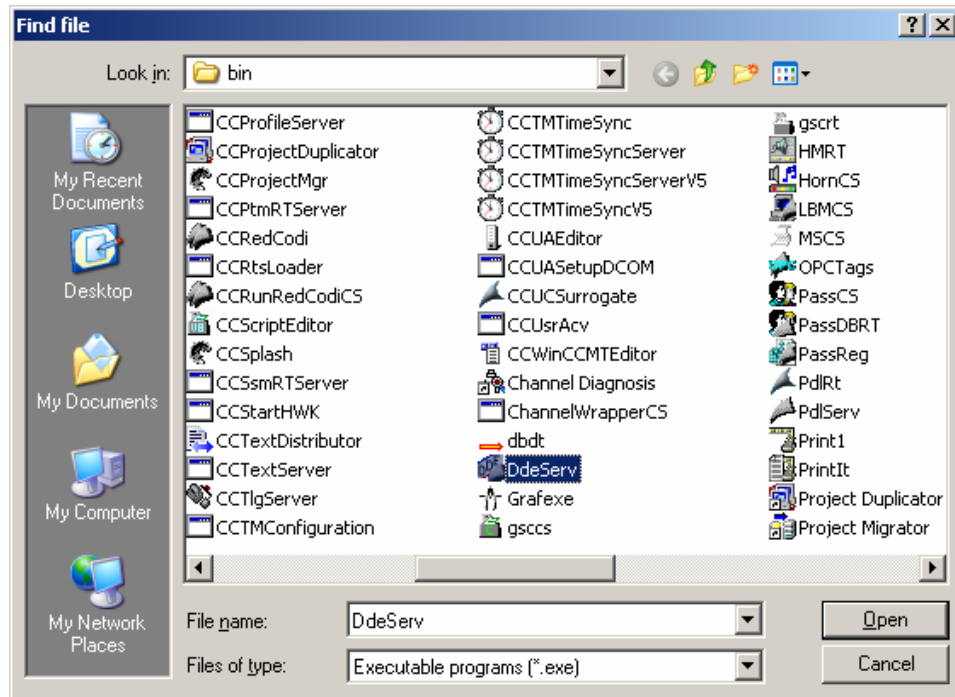 Find file
Look in:
bin
My Recent
Documents
Desktop
My Documents
My Computer
My Network
Places
CCProfileServer
CCProjectDuplicator
CCProjectMgr
CCPtmRTServer
CCRedCodi
CCRtsLoader
CCRunRedCodiCS
CCScriptEditor
CCSplash
CCSsmRTServer
CCStartHWK
CCTextDistributor
CCTextServer
CCTlgServer
CCTMConfiguration
CCTMTimeSync
CCTMTimeSyncServer
CCTMTimeSyncServerV5
CCTMTimeSyncV5
CCUAEditor
CCUASetupDCOM
CCUCSurrogate
CCUsrAcv
CCWinCCMTEditor
Channel Diagnosis
ChannelWrapperCS
dbdt
DdeServ
Grafexe
gsccs
gscrt
HMRT
HornCS
LBMCS
MSCS
OPCTags
PassCS
PassDBRT
PassReg
PdlRt
PdlServ
Print1
PrintIt
Project Duplicator
Project Migrator
File name:
DdeServ
Open
Files of type:
Executable programs (*.exe)
Cancel